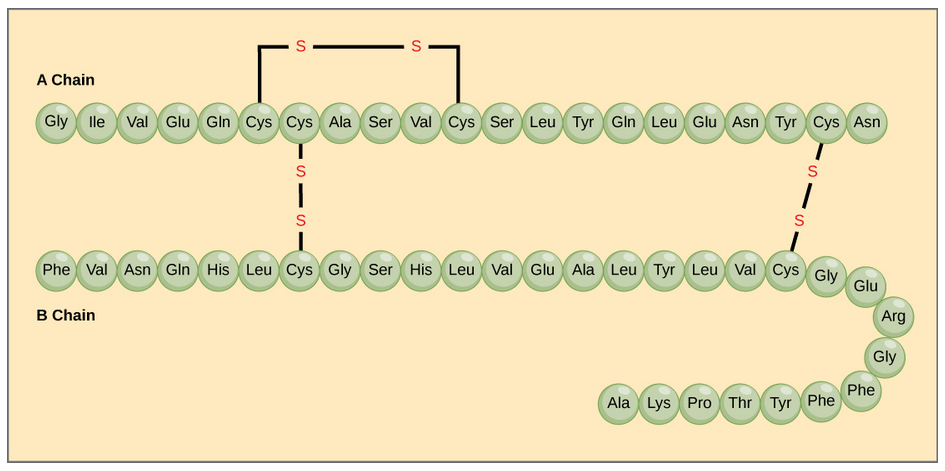 S S
A Chain
Gly Ile Val Glu Gln Cys Cys Ala Ser Val Cys Ser Leu Tyr Gln Leu Glu Asn Tyr Cys Asn
S S
S S
Phe Val Asn Gln His Leu Cys Gly Ser His Leu Val Glu Ala Leu Tyr Leu Val Cys Gly Glu
B Chain
Arg
Gly
Ala Lys Pro Thr Tyr Phe Phe